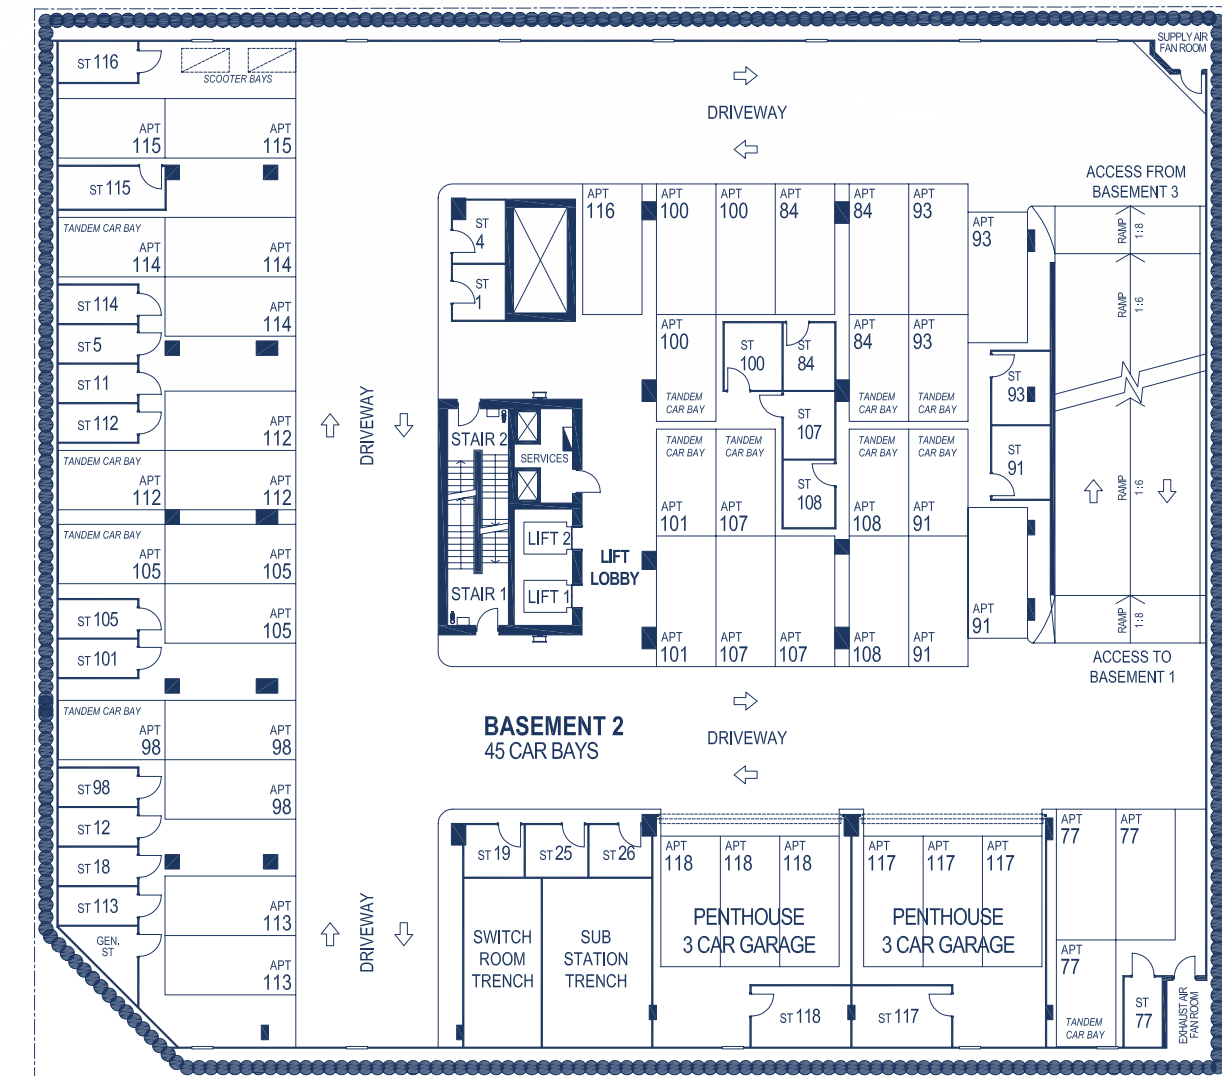 SUPPLY AIR
FAN ROOM
ST 116
SCOOTER BAYS
DRIVEWAY
APT
115
APT
115
ST 115
ACCESS FROM
BASEMENT 3
APT
116
APT
100
APT
100
APT
84
APT
84
APT
93
APT
93
ST
4
ST
1
RAMP
1:8
TANDEM CAR BAY
APT
114
APT
114
ST 114
APT
114
RAMP
1:6
ST 5
ST 11
ST 112
APT
112
APT
100
TANDEM
CAR BAY
ST
100
ST
84
APT
84
TANDEM
CAR BAY
APT
93
TANDEM
CAR BAY
ST
93
DRIVEWAY
STAIR 2
SERVICES
ST
107
TANDEM CAR BAY
APT
112
APT
112
TANDEM
CAR BAY
APT
101
TANDEM
CAR BAY
APT
107
ST
108
TANDEM
CAR BAY
APT
108
TANDEM
CAR BAY
APT
91
ST
91
RAMP
1:6
TANDEM CAR BAY
APT
105
APT
105
LIFT 2
LIFT
LOBBY
STAIR 1
LIFT 1
ST 105
APT
105
ST 101
APT
101
APT
107
APT
107
APT
108
APT
91
APT
91
RAMP
1:8
ACCESS TO
BASEMENT 1
TANDEM CAR BAY
APT
98
APT
98
BASEMENT 2
45 CAR BAYS
DRIVEWAY
ST 98
APT
98
ST 12
ST 18
ST 113
APT
113
GEN.
ST
APT
113
DRIVEWAY
ST 19
ST 25
ST 26
APT
118
APT
118
APT
118
APT
117
APT
117
APT
117
APT
77
APT
77
PENTHOUSE
3 CAR GARAGE
PENTHOUSE
3 CAR GARAGE
SWITCH
ROOM
TRENCH
SUB
STATION
TRENCH
APT
77
TANDEM
CAR BAY
ST 118
ST 117
ST
77
EXHAUST AIR
FAN ROOM